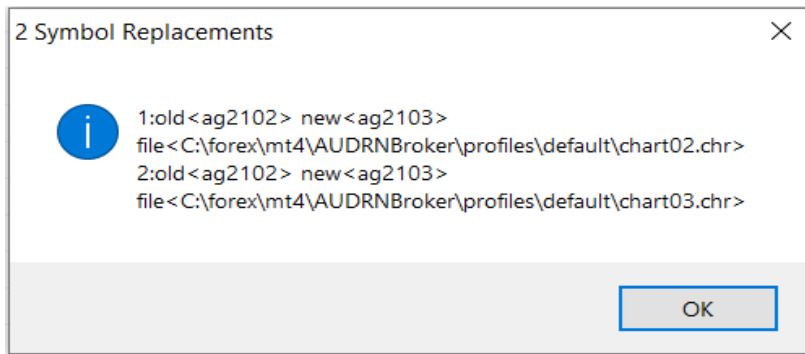 2 Symbol Replacements
1:old<ag2102> new<ag2103>
file<C:\forex\mt4\AUDRNBroker\profiles\default\chart02.chr>
2:old<ag2102> new<ag2103>
file<C:\forex\mt4\AUDRNBroker\profiles\default\chart03.chr>
OK